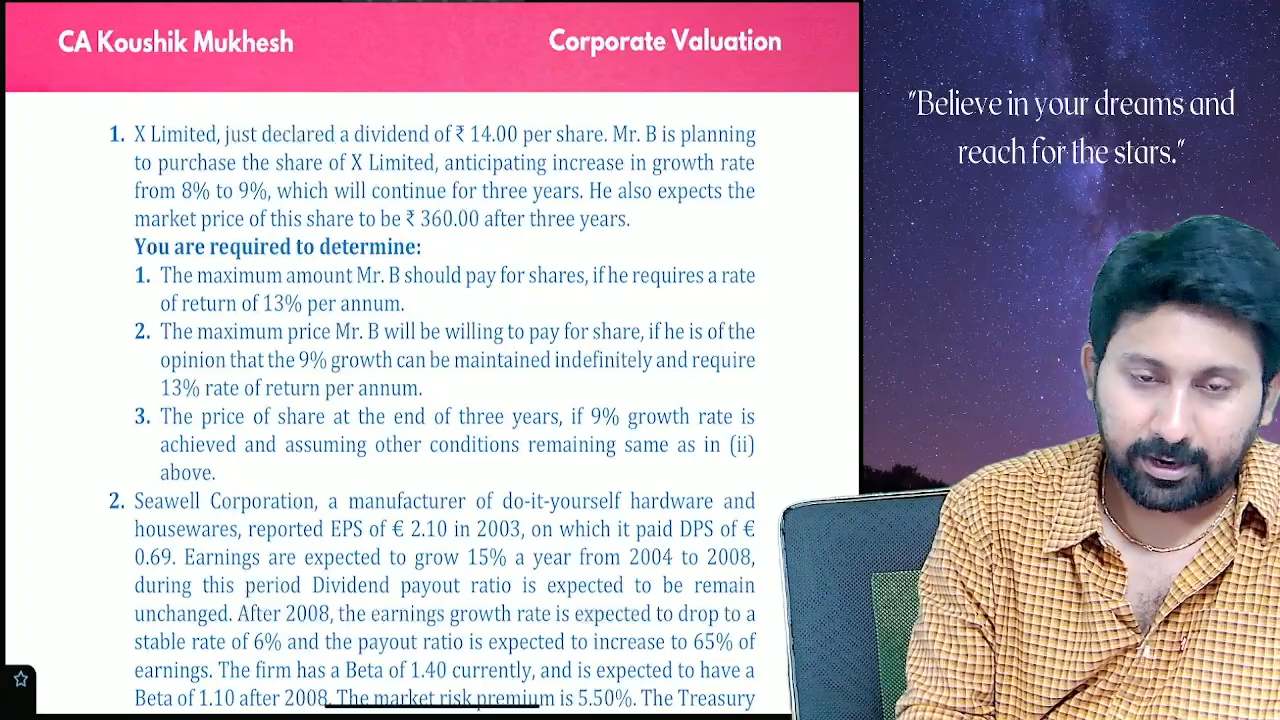 CA Koushik Mukhesh
Corporate Valuation
1. X Limited, just declared a dividend of ₹ 14.00 per share. Mr. B is planning
to purchase the share of X Limited, anticipating increase in growth rate
from 8% to 9%, which will continue for three years. He also expects the
market price of this share to be ₹ 360.00 after three years.
You are required to determine:
1. The maximum amount Mr. B should pay for shares, if he requires a rate
of return of 13% per annum.
2. The maximum price Mr. B will be willing to pay for share, if he is of the
opinion that the 9% growth can be maintained indefinitely and require
13% rate of return per annum.
3. The price of share at the end of three years, if 9% growth rate is
achieved and assuming other conditions remaining same as in (ii)
above.
2. Seawell Corporation, a manufacturer of do-it-yourself hardware and
housewares, reported EPS of € 2.10 in 2003, on which it paid DPS of €
0.69. Earnings are expected to grow 15% a year from 2004 to 2008,
during this period Dividend payout ratio is expected to be remain
unchanged. After 2008, the earnings growth rate is expected to drop to a
stable rate of 6% and the payout ratio is expected to increase to 65% of
earnings. The firm has a Beta of 1.40 currently, and is expected to have a
Beta of 1.10 after 2008. The market risk premium is 5.50%. The Treasury
"Believe in your dreams and
reach for the stars."